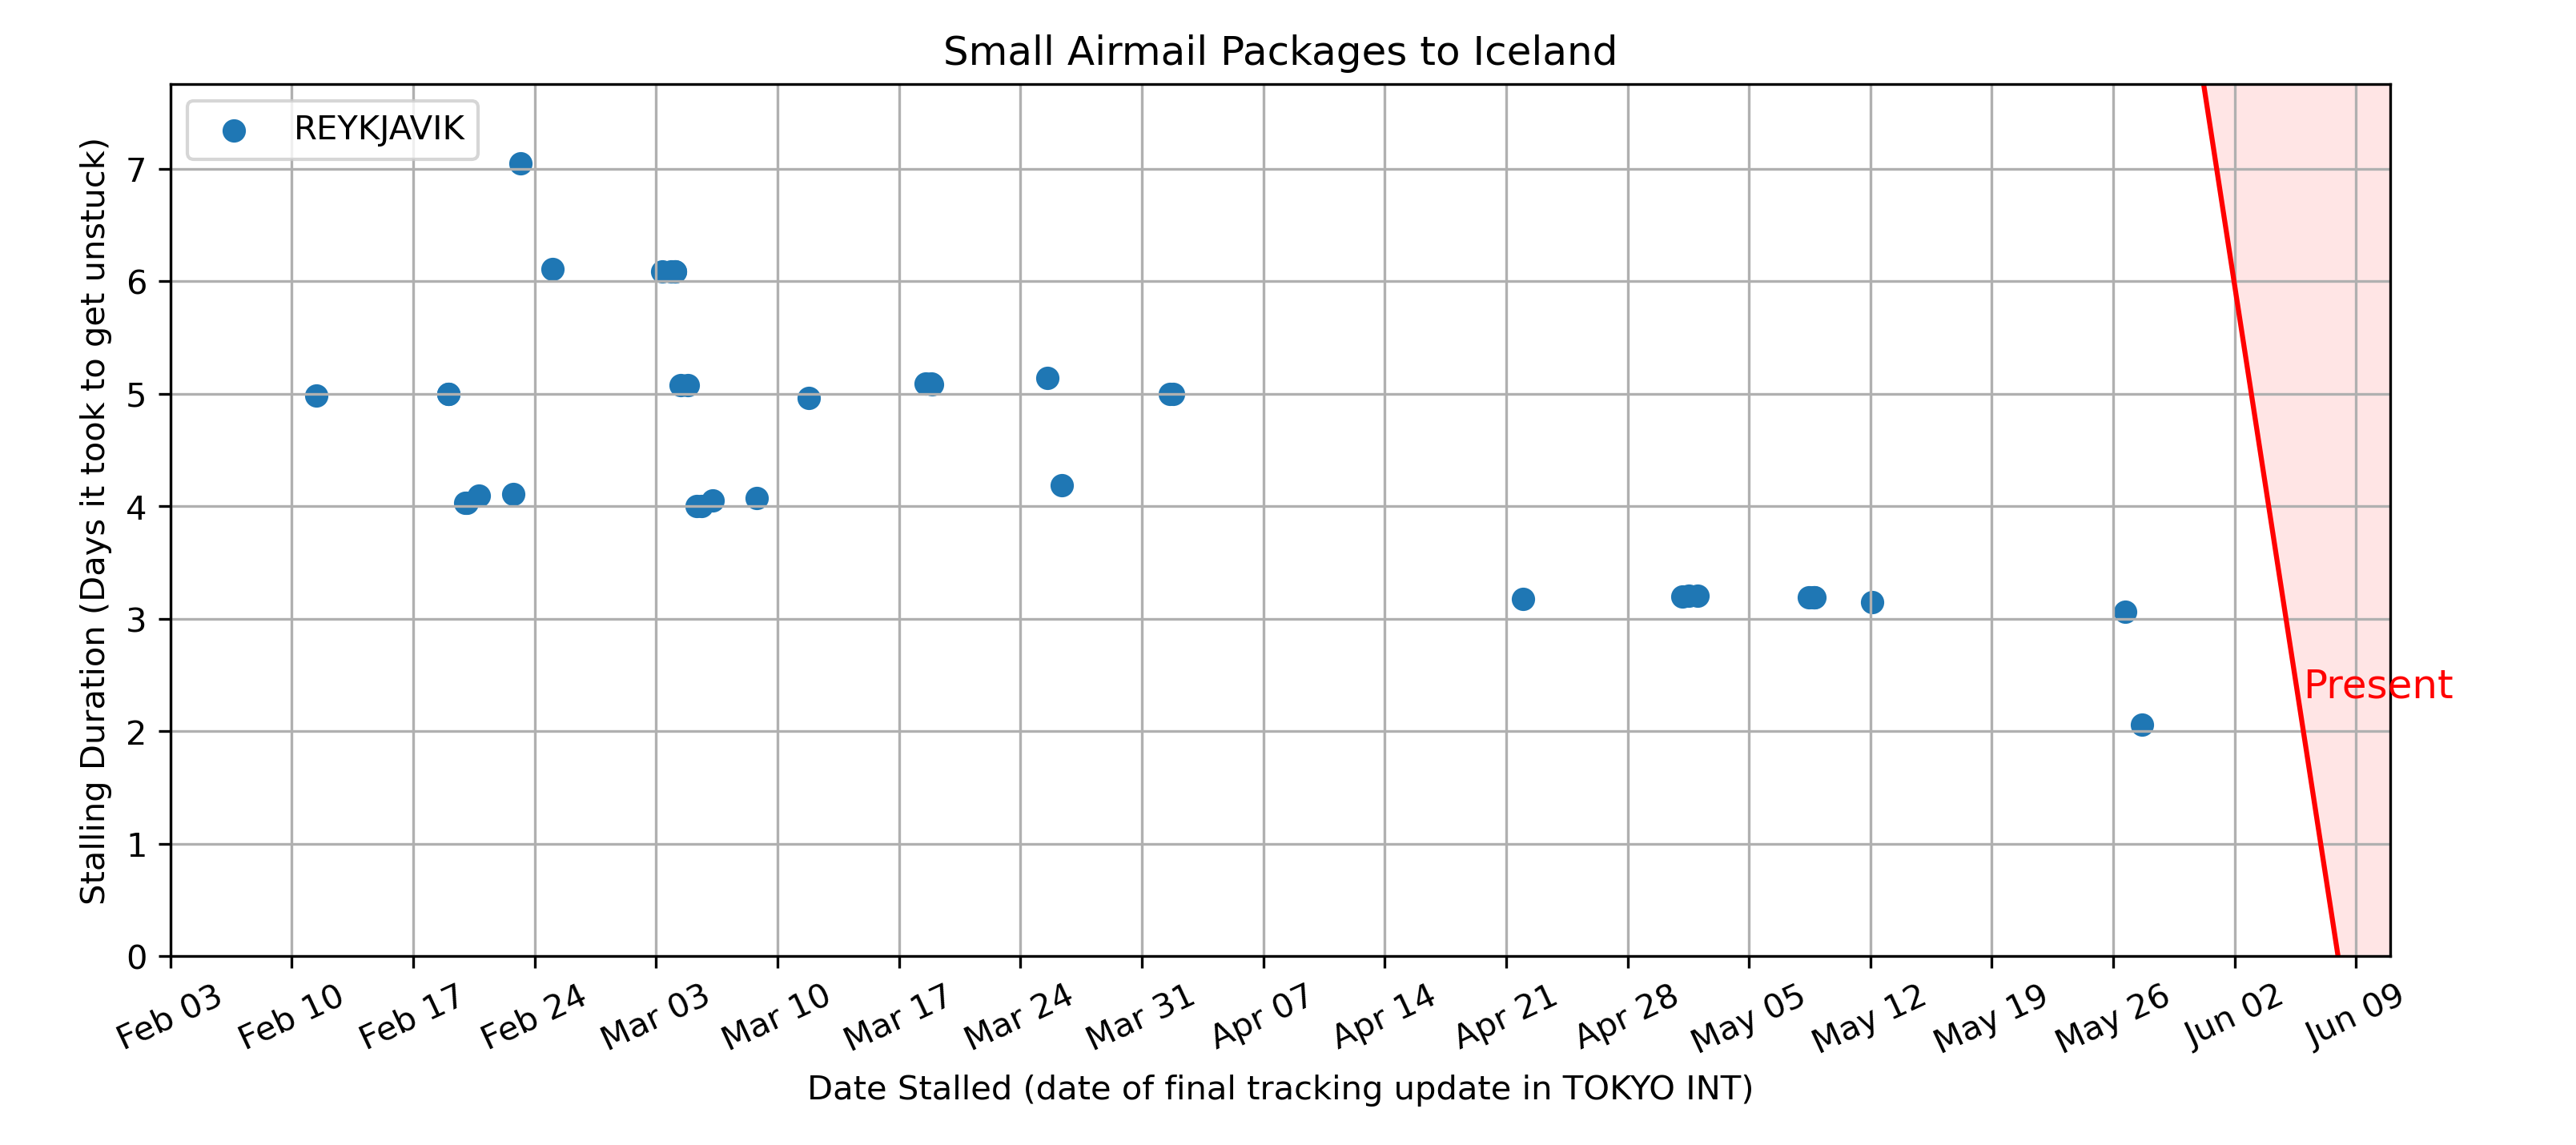 Small Airmail Packages to Iceland
REYKJAVIK
Stalling Duration (Days it took to get unstuck)
7
6
5
4
3
2
1
0
Present
Feb 03
Feb 10
Feb 17
Feb 24
Mar 03
Mar 10
Mar 17
Mar 24
Mar 31
Apr 07
Apr 14
Apr 21
Apr 28
May 05
May 12
May 19
May 26
Jun 02
Jun 09
Date Stalled (date of final tracking update in TOKYO INT)